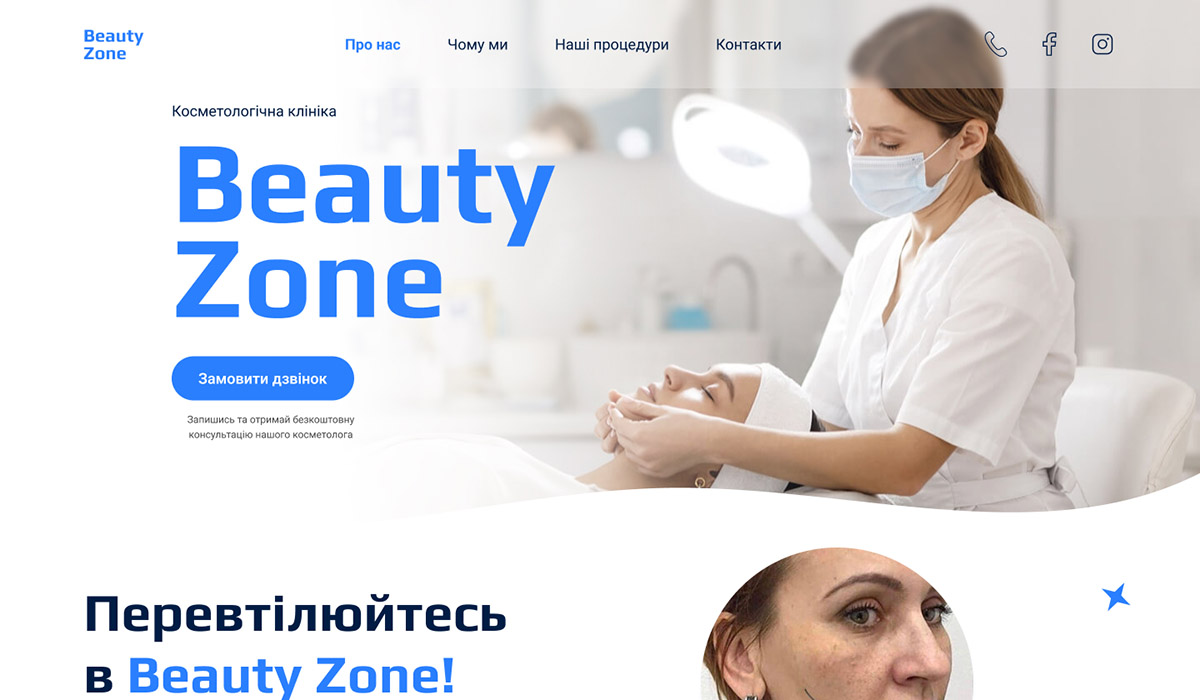 Beauty
Zone
Про нас
Чому ми
Наші процедури
Контакти
Косметологічна клініка
Beauty
Zone
Замовити дзвінок
Запишись та отримай безкоштовну
консультацію нашого косметолога
Перевтілюйтесь
в Beauty Zone!